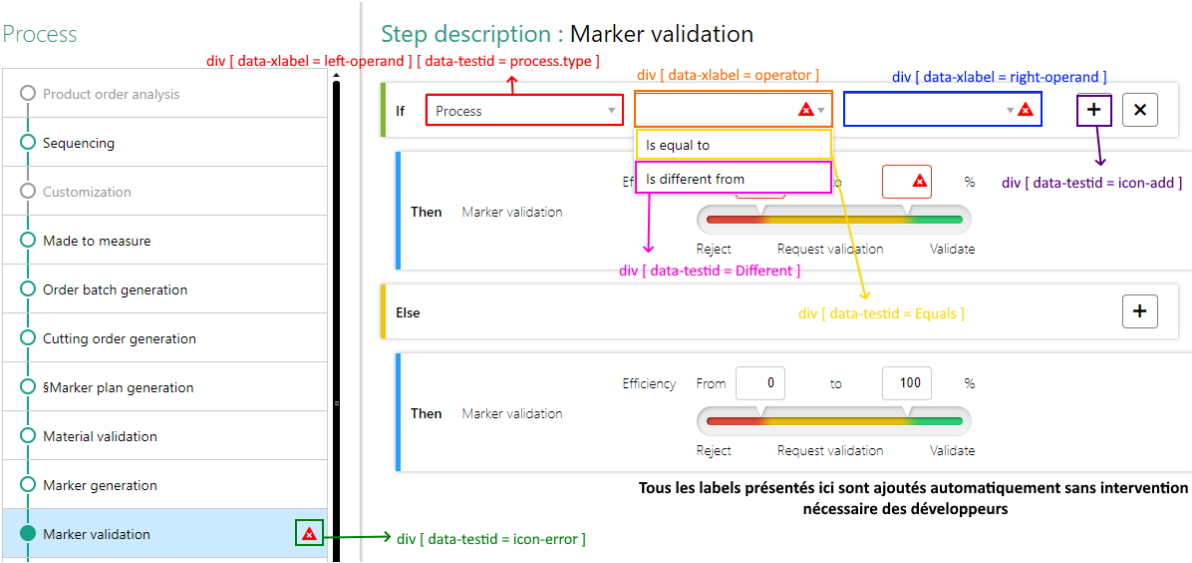 Process
Step description : Marker validation
div [ data-xlabel = left-operand ] [ data-testid = process.type ]
div [ data-xlabel = operator ]
div [ data-xlabel = right-operand ]
Product order analysis
Sequencing
Customization
Made to measure
Order batch generation
Cutting order generation
§Marker plan generation
Material validation
Marker generation
Marker validation
If
Process
+
×
Is equal to
Is different from
%
div [ data-testid = icon-add ]
Then
Marker validation
Reject
Request validation
Validate
div [ data-testid = Different ]
div [ data-testid = Equals ]
Else
+
Efficiency
From
0
to
100
%
Then
Marker validation
Reject
Request validation
Validate
Tous les labels présentés ici sont ajoutés automatiquement sans intervention
nécessaire des développeurs
div [ data-testid = icon-error ]